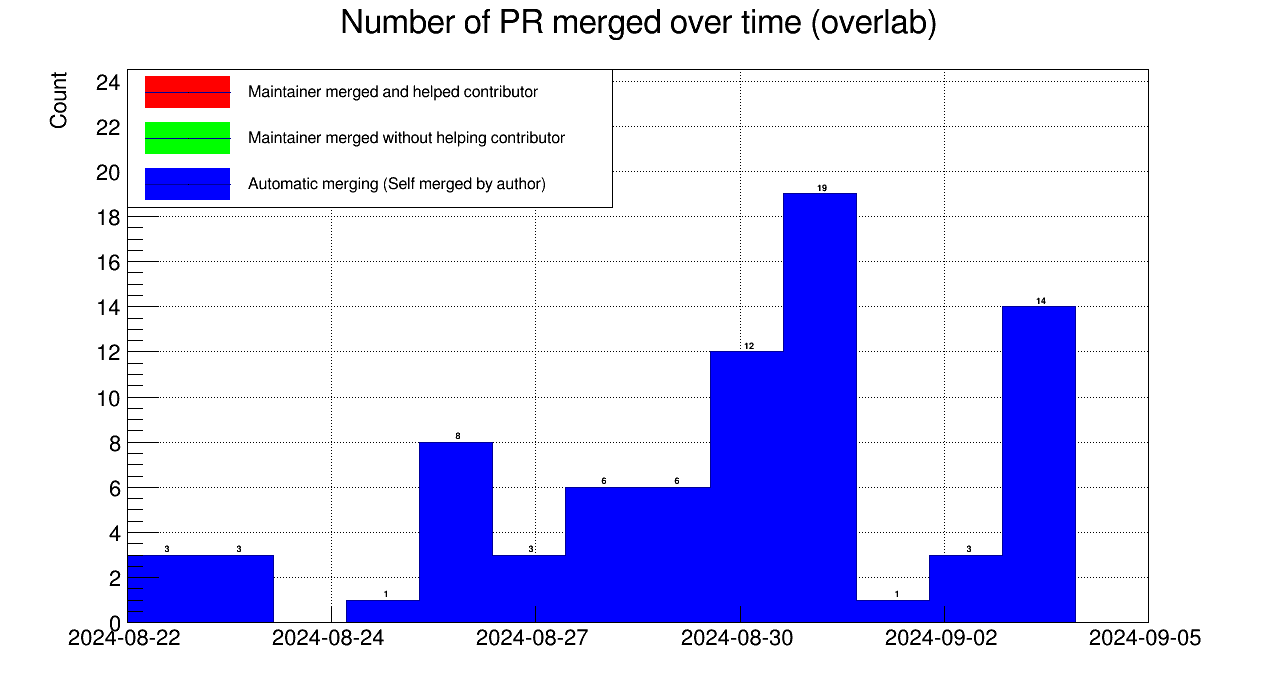 Number of PR merged over time (overlab)
Count
24
22
20
18
16
14
12
10
8
6
4
2
0
Maintainer merged and helped contributor
Maintainer merged without helping contributor
Automatic merging (Self merged by author)
3 3 1 8 3 6 6 12 19 1 3 14
2024-08-22 2024-08-24 2024-08-27 2024-08-30 2024-09-02 2024-09-05